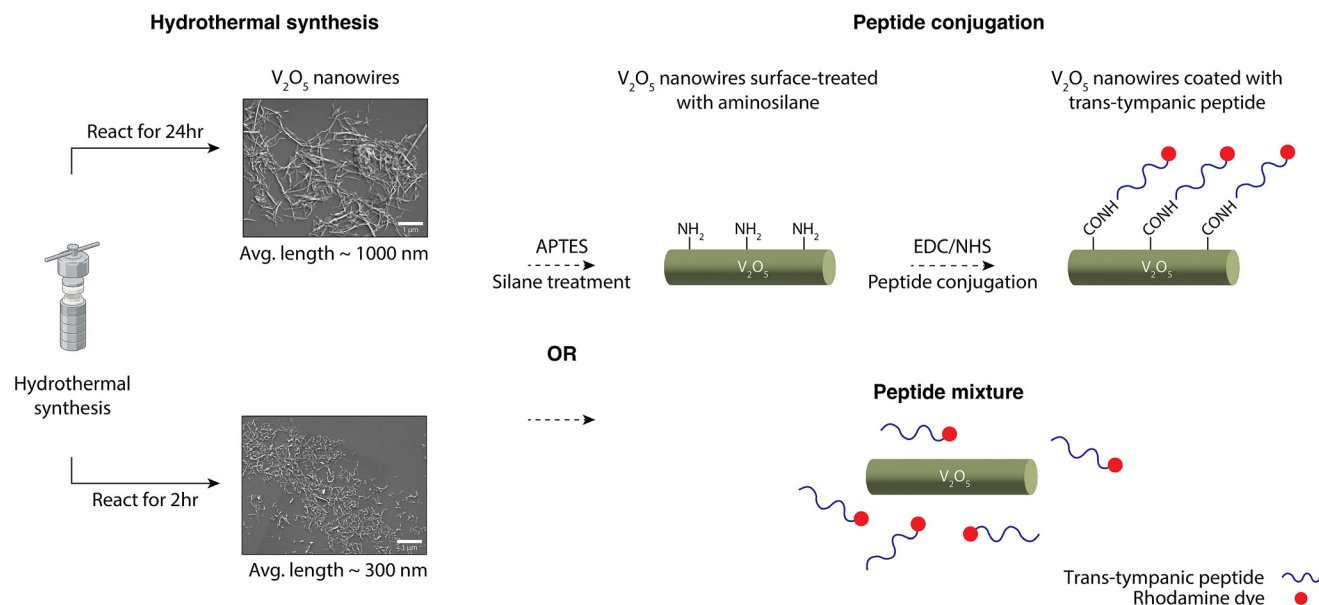 Hydrothermal synthesis
Peptide conjugation
V₂O₅ nanowires
React for 24hr
1 µm
Avg. length ~ 1000 nm
Hydrothermal
synthesis
React for 2hr
1 µm
Avg. length ~ 300 nm
APTES
Silane treatment
V₂O₅ nanowires surface-treated
with aminosilane
NH₂ NH₂ NH₂
V₂O₅
EDC/NHS
Peptide conjugation
V₂O₅ nanowires coated with
trans-tympanic peptide
CONH CONH CONH
V₂O₅
OR
Peptide mixture
V₂O₅
Trans-tympanic peptide
Rhodamine dye